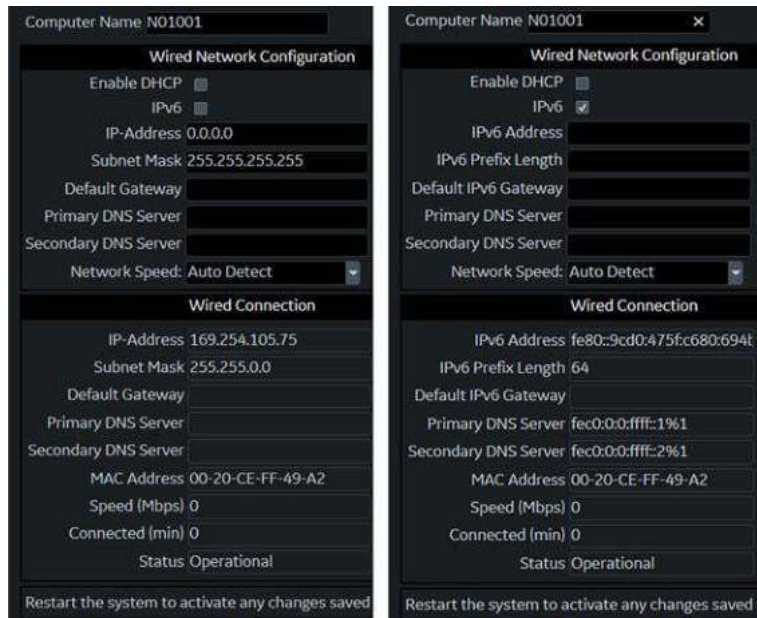 Computer Name N01001
Wired Network Configuration
Enable DHCP
IPv6
IP-Address 0.0.0.0
Subnet Mask 255.255.255.255
Default Gateway
Primary DNS Server
Secondary DNS Server
Network Speed: Auto Detect
Wired Connection
IP-Address 169.254.105.75
Subnet Mask 255.255.0.0
Default Gateway
Primary DNS Server
Secondary DNS Server
MAC Address 00-20-CE-FF-49-A2
Speed (Mbps) 0
Connected (min) 0
Status Operational
Restart the system to activate any changes saved
Computer Name N01001 ×
Wired Network Configuration
Enable DHCP
IPv6
IPv6 Address
IPv6 Prefix Length
Default IPv6 Gateway
Primary DNS Server
Secondary DNS Server
Network Speed: Auto Detect
Wired Connection
IPv6 Address fe80::9cd0:475f:c680:694b
IPv6 Prefix Length 64
Default IPv6 Gateway
Primary DNS Server fec0:0:0:ffff::1%1
Secondary DNS Server fec0:0:0:ffff::2%1
MAC Address 00-20-CE-FF-49-A2
Speed (Mbps) 0
Connected (min) 0
Status Operational
Restart the system to activate any changes saved